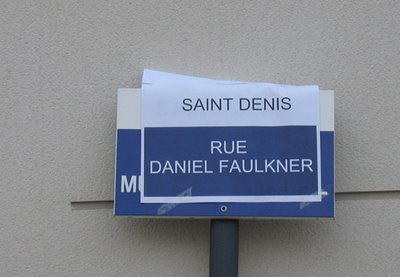 SAINT DENIS
RUE
DANIEL FAULKNER